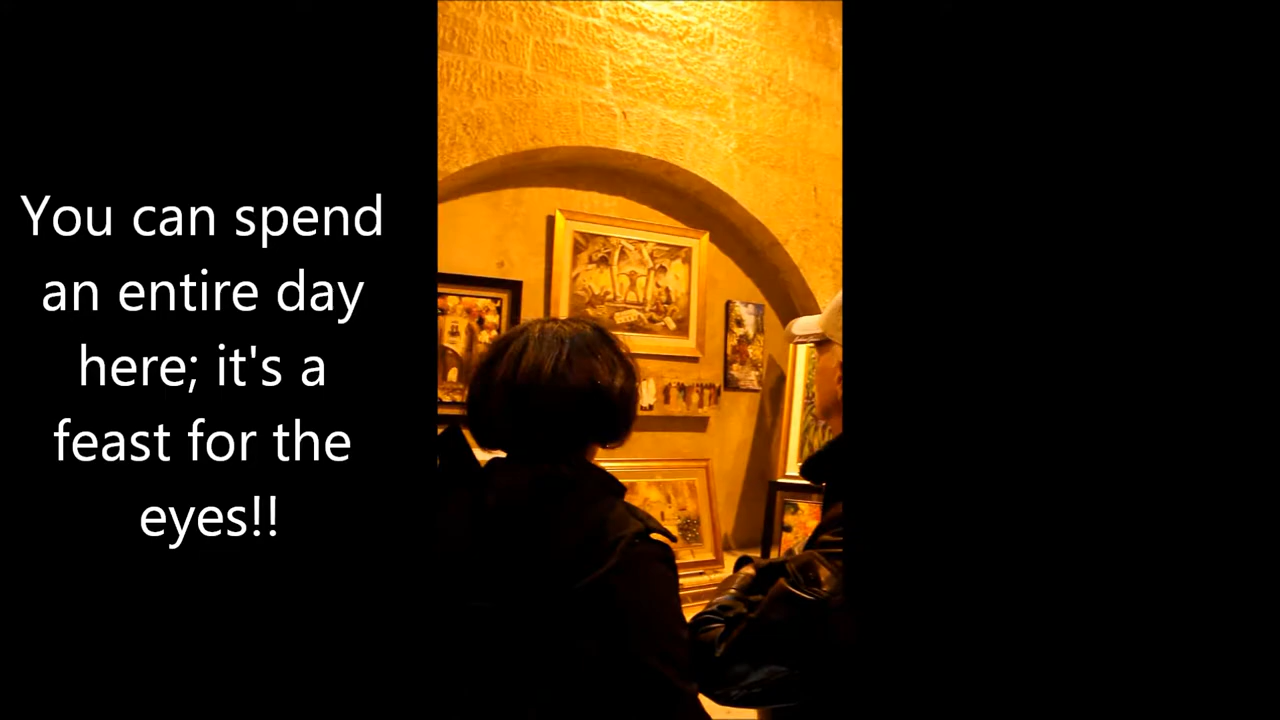 You can spend
an entire day
here; it's a
feast for the
eyes!!